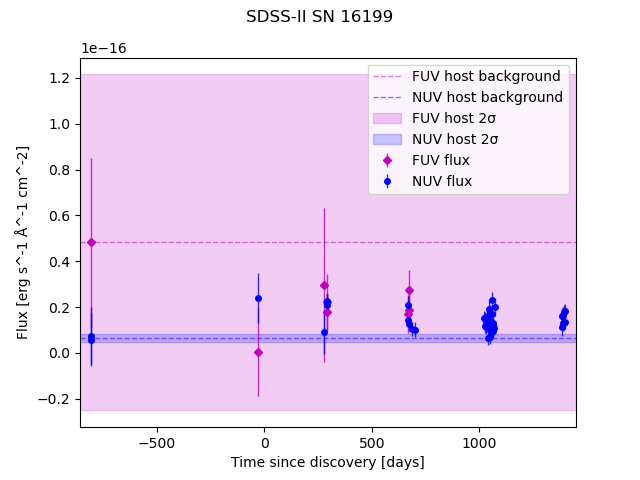 SDSS-II SN 16199
1e−16
FUV host background
NUV host background
FUV host 2σ
NUV host 2σ
FUV flux
NUV flux
1.2
1.0
0.8
0.6
0.4
0.2
0.0
−0.2
Flux [erg s^-1 Å^-1 cm^-2]
−500
0
500
1000
Time since discovery [days]